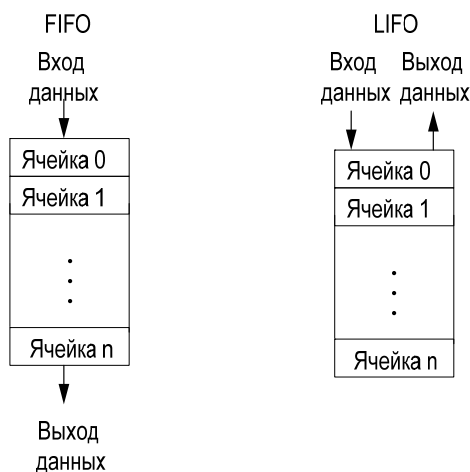 FIFO
Вход
данных
Ячейка 0
Ячейка 1
Ячейка n
Выход
данных
LIFO
Вход
данных
Выход
данных
Ячейка 0
Ячейка 1
Ячейка n